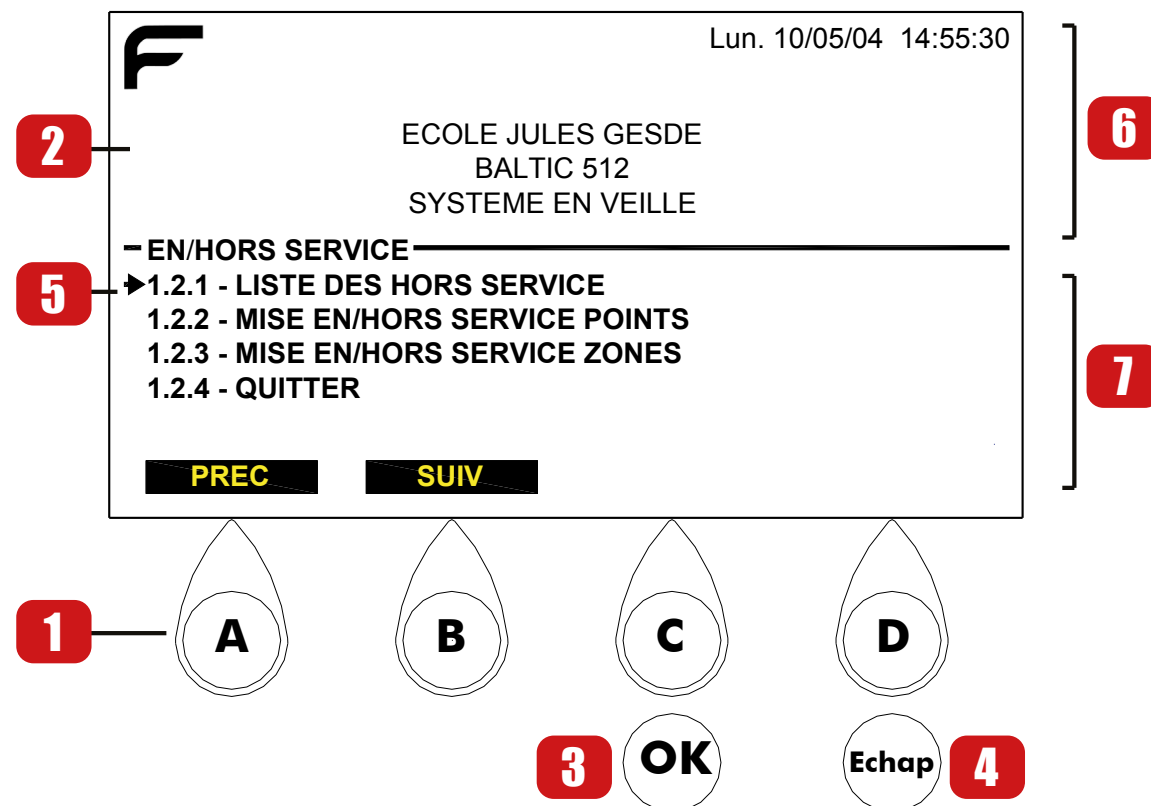 Lun. 10/05/04 14:55:30
6
2
ECOLE JULES GESDE
BALTIC 512
SYSTEME EN VEILLE
EN/HORS SERVICE
5
1.2.1 - LISTE DES HORS SERVICE
1.2.2 - MISE EN/HORS SERVICE POINTS
1.2.3 - MISE EN/HORS SERVICE ZONES
7
1.2.4 - QUITTER
PREC SUIV
1
A B C D
3 OK Echap 4